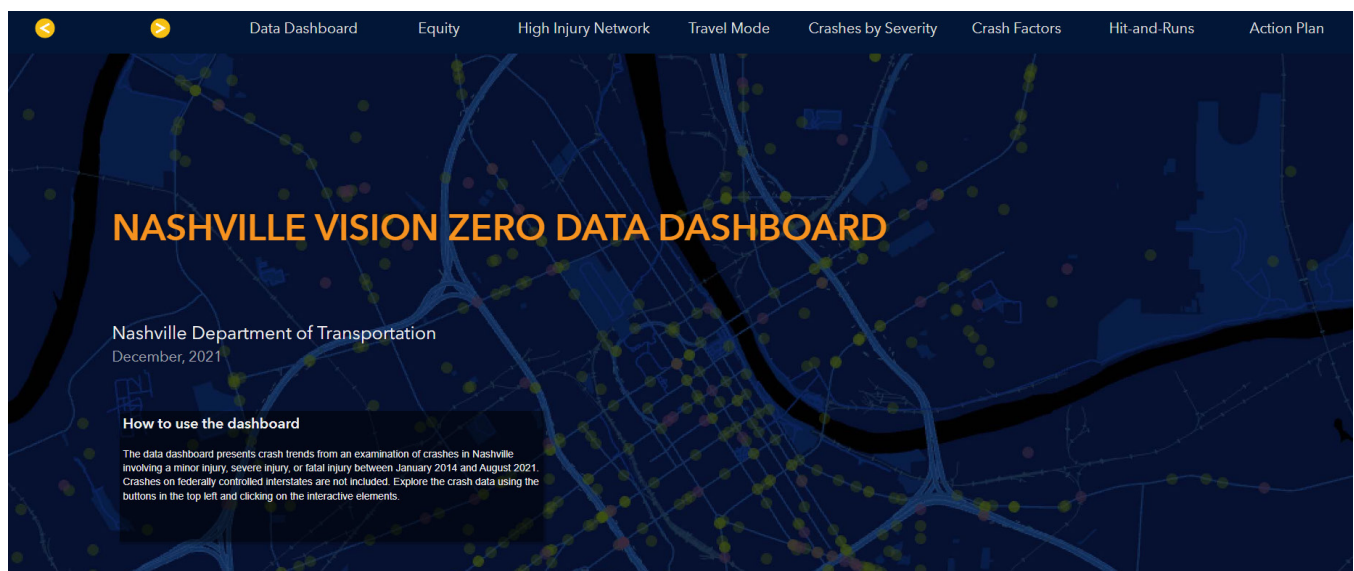 Data Dashboard Equity High Injury Network Travel Mode Crashes by Severity Crash Factors Hit-and-Runs Action Plan
NASHVILLE VISION ZERO DATA DASHBOARD
Nashville Department of Transportation
December, 2021
How to use the dashboard
The data dashboard presents crash trends from an examination of crashes in Nashville
involving a minor injury, severe injury, or fatal injury between January 2014 and August 2021.
Crashes on federally controlled interstates are not included. Explore the crash data using the
buttons in the top left and clicking on the interactive elements.